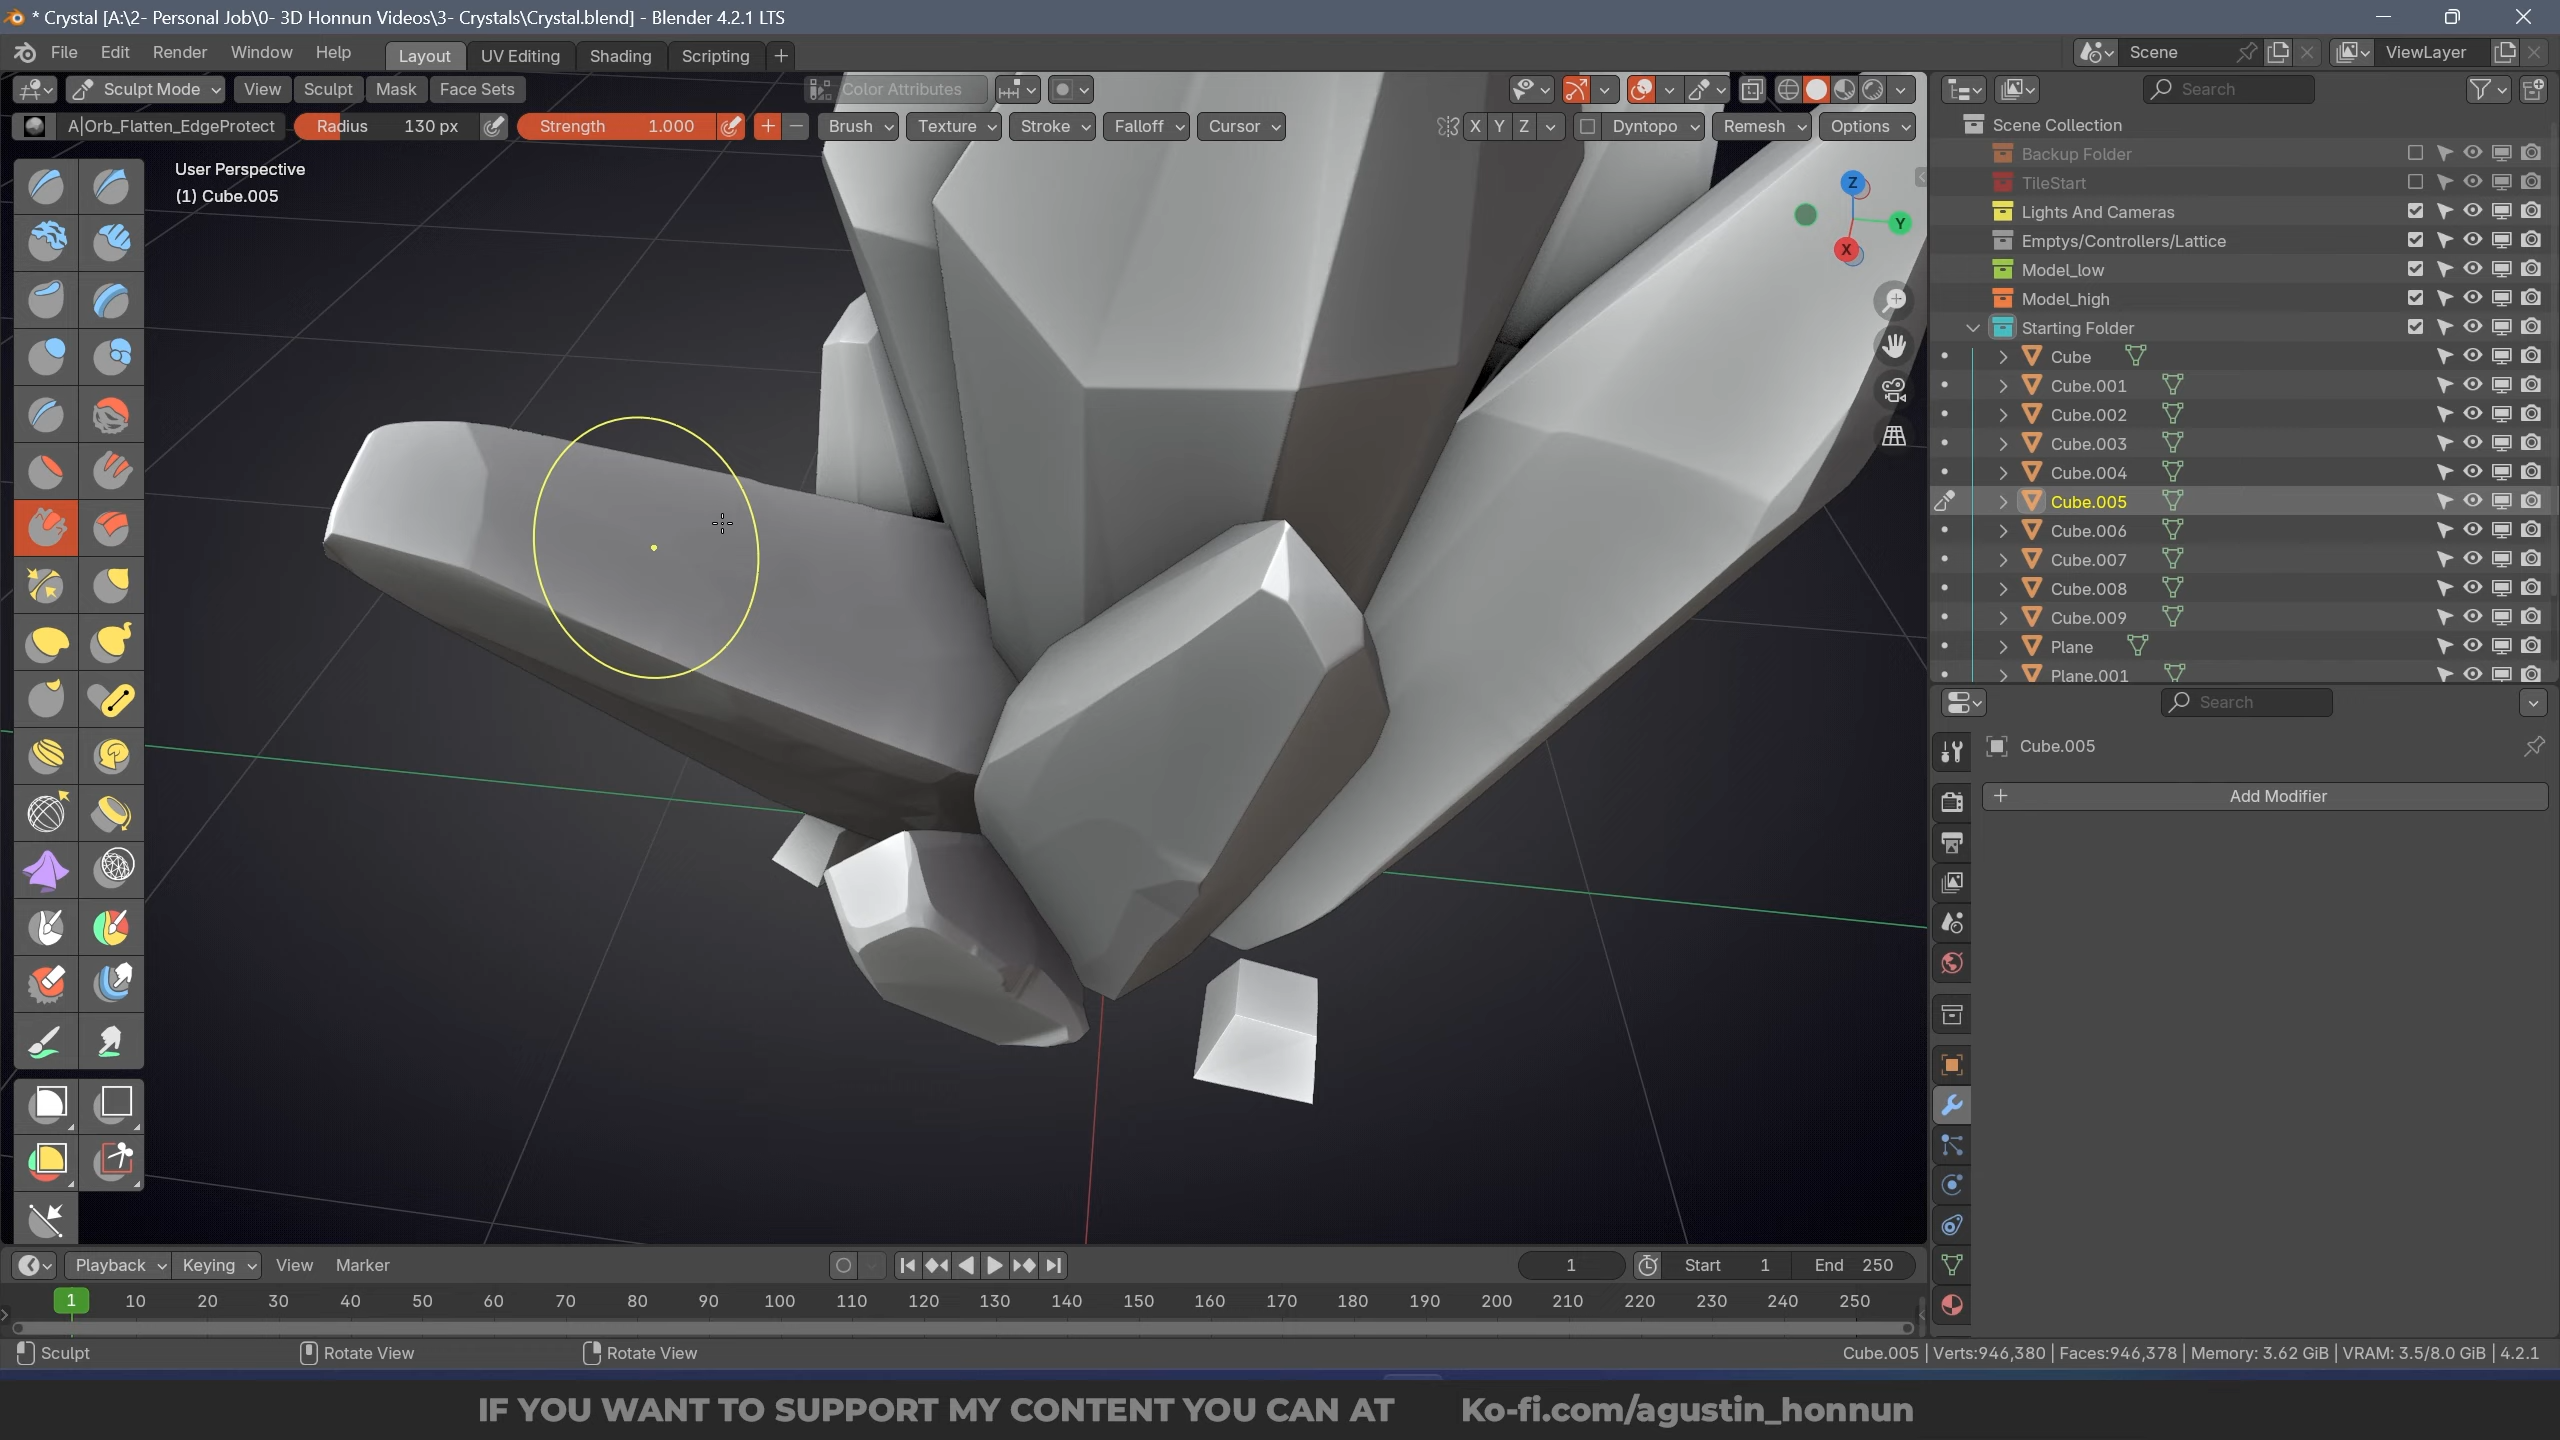 * Crystal [A:\2- Personal Job\0- 3D Honnun Videos\3- Crystals\Crystal.blend] - Blender 4.2.1 LTS
File Edit Render Window Help Layout UV Editing Shading Scripting + Scene ViewLayer
Sculpt Mode View Sculpt Mask Face Sets Color Attributes Search
A|Orb_Flatten_EdgeProtect Radius 130 px Strength 1.000 + − Brush Texture Stroke Falloff Cursor X Y Z Dyntopo Remesh Options
User Perspective
(1) Cube.005
Z
Y
X
Scene Collection
Backup Folder
TileStart
Lights And Cameras
Emptys/Controllers/Lattice
Model_low
Model_high
Starting Folder
Cube
Cube.001
Cube.002
Cube.003
Cube.004
Cube.005
Cube.006
Cube.007
Cube.008
Cube.009
Plane
Plane.001
Search
Cube.005
+ Add Modifier
Playback Keying View Marker 1 Start 1 End 250
1 10 20 30 40 50 60 70 80 90 100 110 120 130 140 150 160 170 180 190 200 210 220 230 240 250
Sculpt Rotate View Rotate View Cube.005 | Verts:946,380 | Faces:946,378 | Memory: 3.62 GiB | VRAM: 3.5/8.0 GiB | 4.2.1
IF YOU WANT TO SUPPORT MY CONTENT YOU CAN AT Ko-fi.com/agustin_honnun